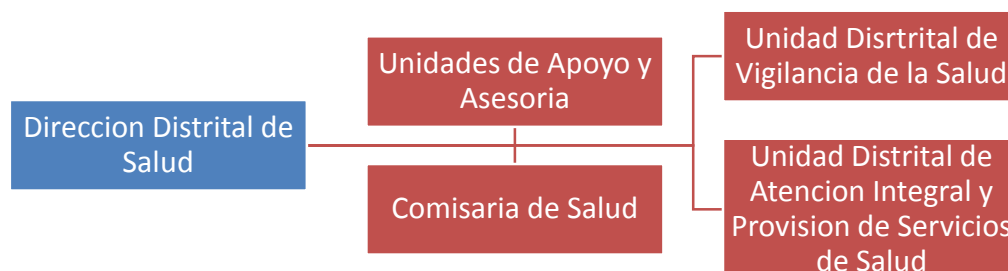 Direccion Distrital de
Salud
Unidades de Apoyo y
Asesoria
Comisaria de Salud
Unidad Disrtrital de
Vigilancia de la Salud
Unidad Distrital de
Atencion Integral y
Provision de Servicios
de Salud